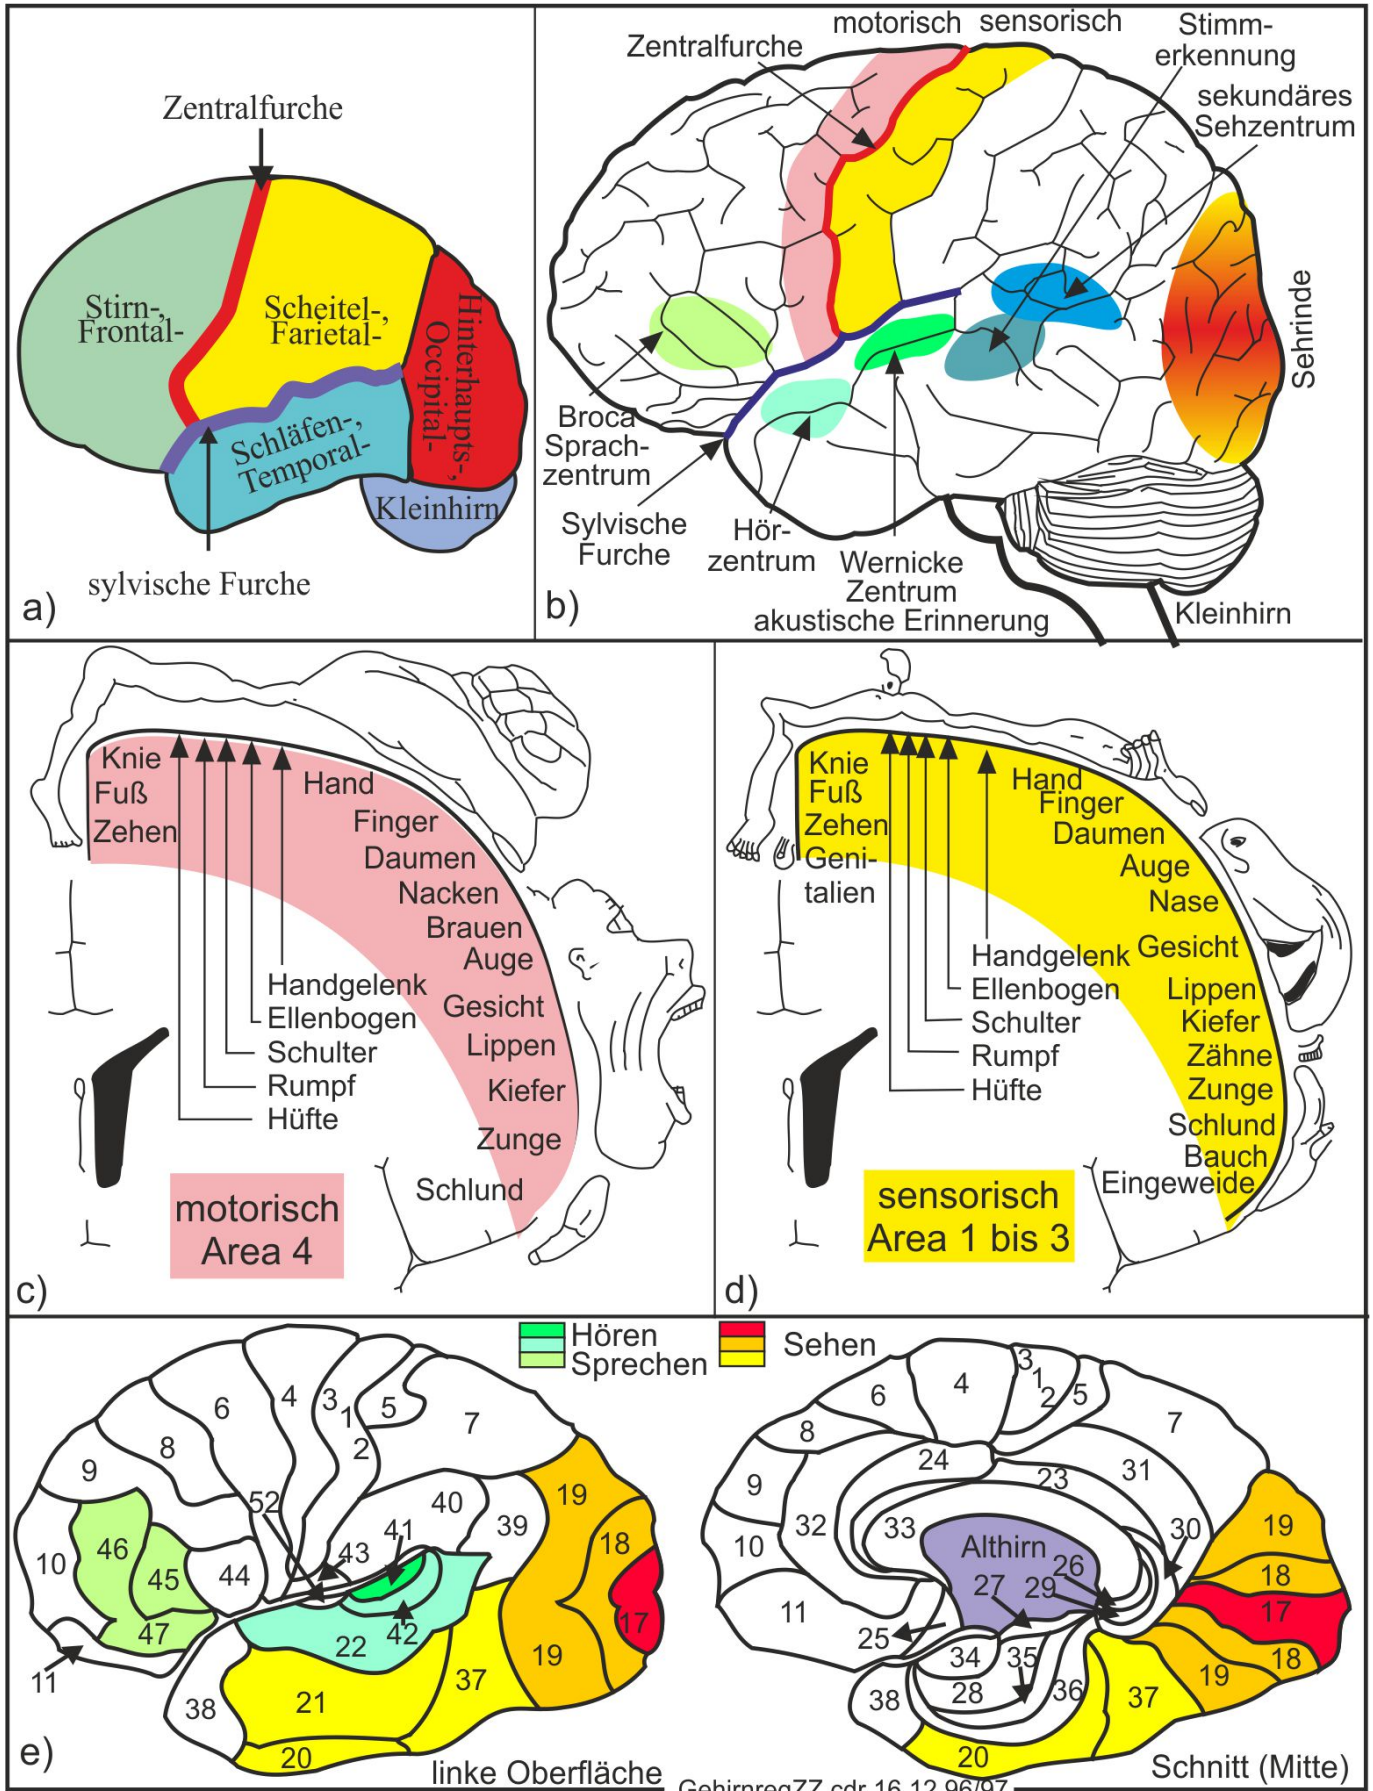 Zentralfurche
Stirn-,
Frontal-
Scheitel-,
Farietal-
Hinterhaupts-,
Occipital-
Schläfen-,
Temporal-
Kleinhirn
sylvische Furche
a)
motorisch
sensorisch
Zentralfurche
Stimm-
erkennung
sekundäres
Sehzentrum
Sehrinde
Broca
Sprach-
zentrum
Sylvische
Furche
Hör-
zentrum
Wernicke
Zentrum
akustische Erinnerung
Kleinhirn
b)
Knie
Fuß
Zehen
Hand
Finger
Daumen
Nacken
Brauen
Auge
Gesicht
Lippen
Kiefer
Zunge
Schlund
Handgelenk
Ellenbogen
Schulter
Rumpf
Hüfte
motorisch
Area 4
c)
Knie
Fuß
Zehen
Geni-
talien
Hand
Finger
Daumen
Auge
Nase
Gesicht
Lippen
Kiefer
Zähne
Zunge
Schlund
Bauch
Eingeweide
Handgelenk
Ellenbogen
Schulter
Rumpf
Hüfte
sensorisch
Area 1 bis 3
d)
Hören
Sprechen
Sehen
6
4
3
1
2
5
7
8
9
52
40
41
43
39
19
18
17
46
45
44
10
47
11
22
42
37
19
38
21
20
linke Oberfläche
e)
6
4
3
1
2
5
7
8
24
23
31
9
32
33
30
19
10
Althirn
26
18
27
29
17
11
25
34
35
18
28
36
19
38
37
20
Schnitt (Mitte)
GehirnregZZ.cdr 16.12.96/97